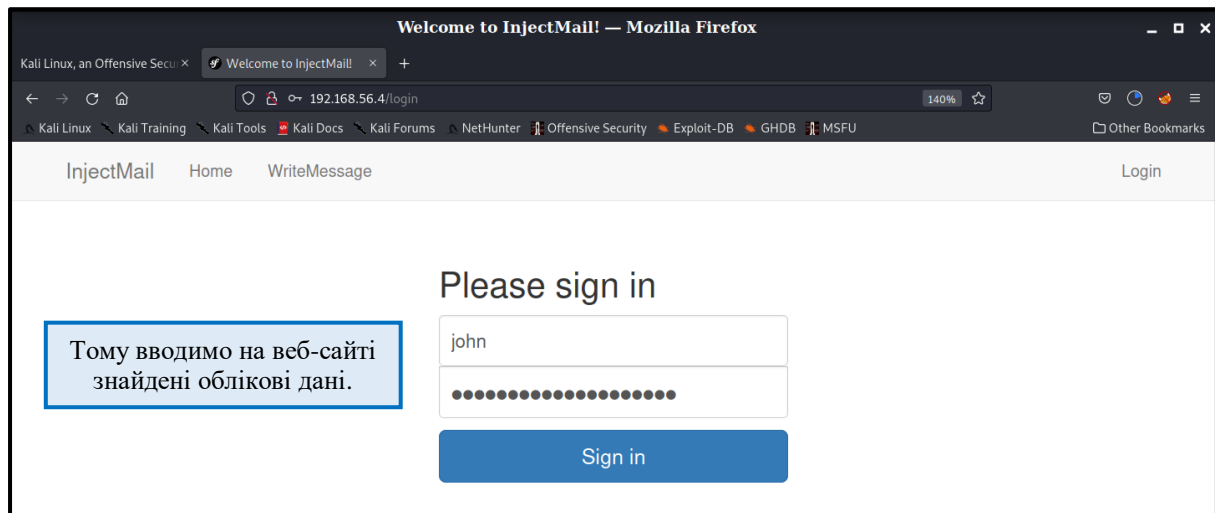 Welcome to InjectMail! — Mozilla Firefox
Kali Linux, an Offensive Secu Welcome to InjectMail!
192.168.56.4/login 140%
Kali Linux Kali Training Kali Tools Kali Docs Kali Forums NetHunter Offensive Security Exploit-DB GHDB MSFU Other Bookmarks
InjectMail Home WriteMessage Login
Please sign in
Тому вводимо на веб-сайті
знайдені облікові дані.
john
●●●●●●●●●●●●●●●●●●●●
Sign in